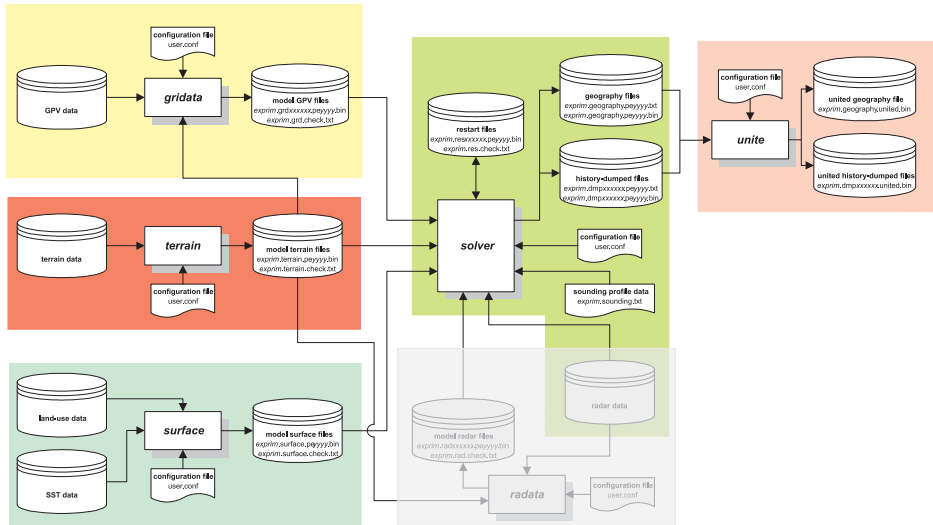 configuration file
user.conf
GPV data
gridata
model GPV files
exprim.grdxxxxxx.peyyyy.bin
exprim.grd.check.txt
terrain data
terrain
configuration file
user.conf
model terrain files
exprim.terrain.peyyyy.bin
exprim.terrain.check.txt
land•use data
SST data
surface
configuration file
user.conf
model surface files
exprim.surface.peyyyy.bin
exprim.surface.check.txt
restart files
exprim.resxxxxxx.peyyyy.bin
exprim.res.check.txt
solver
geography files
exprim.geography.peyyyy.txt
exprim.geography.peyyyy.bin
history•dumped files
exprim.dmpxxxxxx.peyyyy.txt
exprim.dmpxxxxxx.peyyyy.bin
configuration file
user.conf
sounding profile data
exprim.sounding.txt
radar data
model radar files
exprim.radxxxxxx.peyyyy.bin
exprim.rad.check.txt
radata
configuration file
user.conf
configuration file
user.conf
unite
united geography file
exprim.geography.united.bin
united history•dumped files
exprim.dmpxxxxxx.united.bin